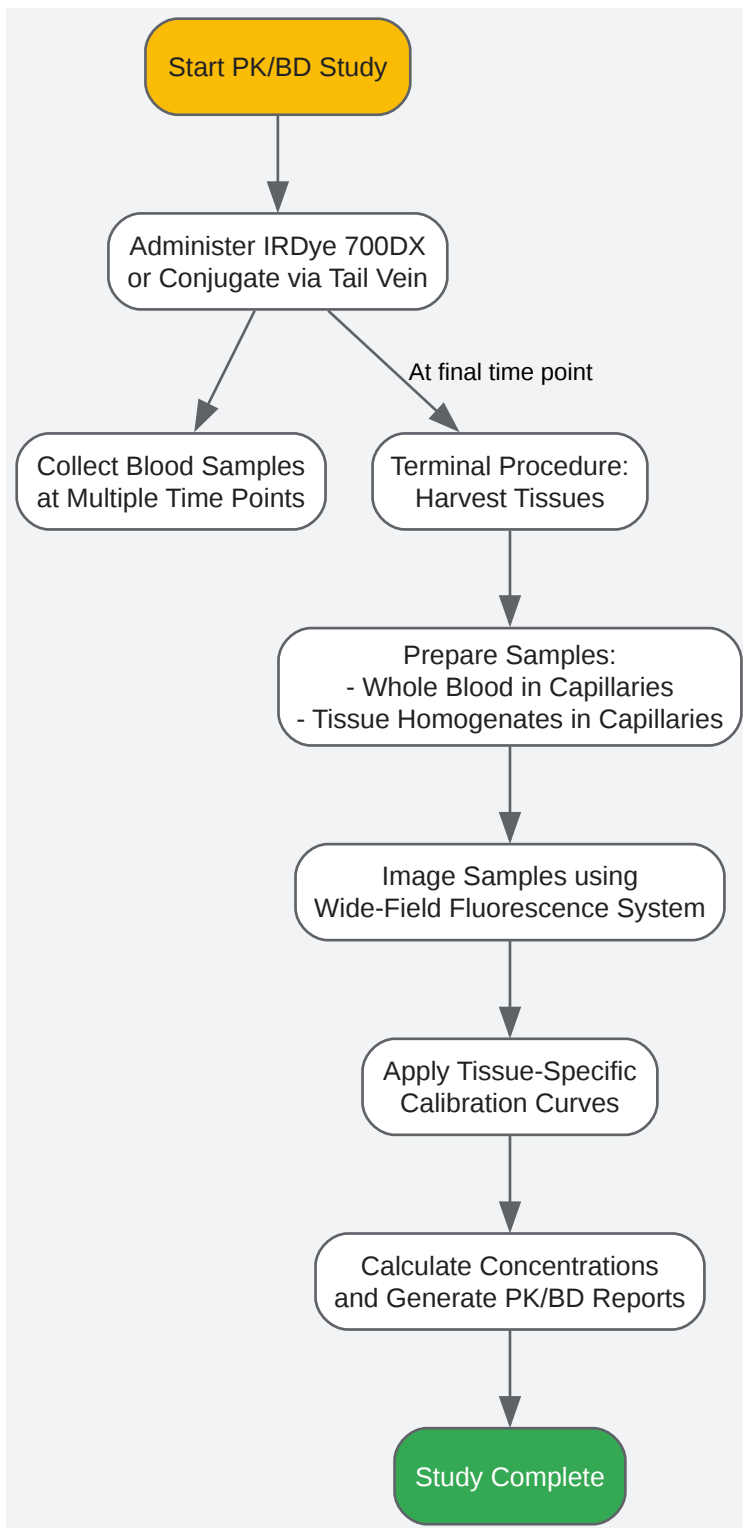 Start PK/BD Study
Administer IRDye 700DX
or Conjugate via Tail Vein
At final time point
Collect Blood Samples
at Multiple Time Points
Terminal Procedure:
Harvest Tissues
Prepare Samples:
- Whole Blood in Capillaries
- Tissue Homogenates in Capillaries
Image Samples using
Wide-Field Fluorescence System
Apply Tissue-Specific
Calibration Curves
Calculate Concentrations
and Generate PK/BD Reports
Study Complete